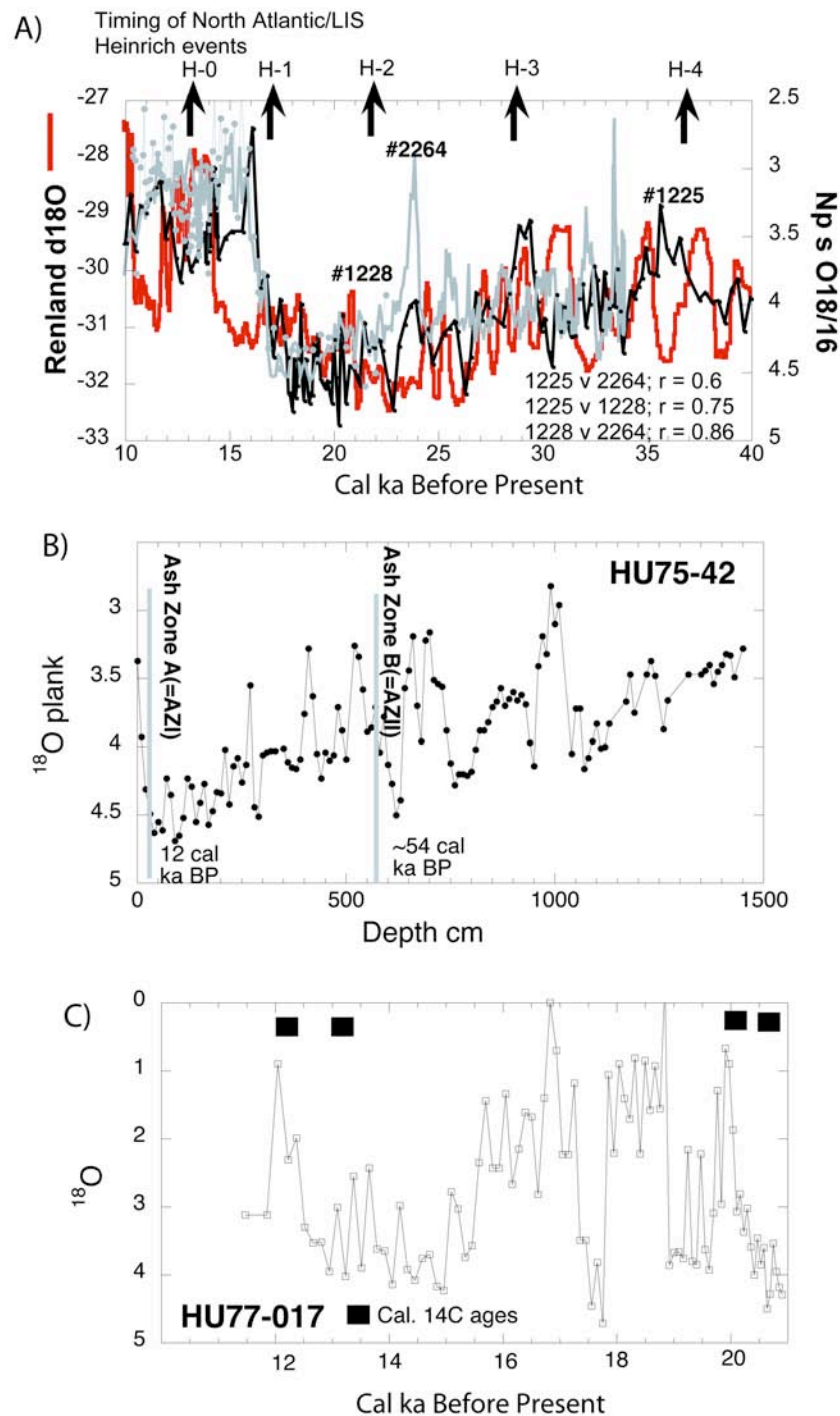 A)
Timing of North Atlantic/LIS
Heinrich events
H-0 H-1 H-2 H-3 H-4
-27
-28
-29
-30
-31
-32
-33
Renland d18O
2.5
3
3.5
4
4.5
5
Np s O18/16
#2264
#1225
#1228
1225 v 2264; r = 0.6
1225 v 1228; r = 0.75
1228 v 2264; r = 0.86
10 15 20 25 30 35 40
Cal ka Before Present
B)
HU75-42
Ash Zone A(=AZI)
Ash Zone B(=AZII)
3
3.5
4
4.5
5
18O plank
12 cal
ka BP
~54 cal
ka BP
0 500 1000 1500
Depth cm
C)
0
1
2
3
4
5
18O
HU77-017
Cal. 14C ages
12 14 16 18 20
Cal ka Before Present